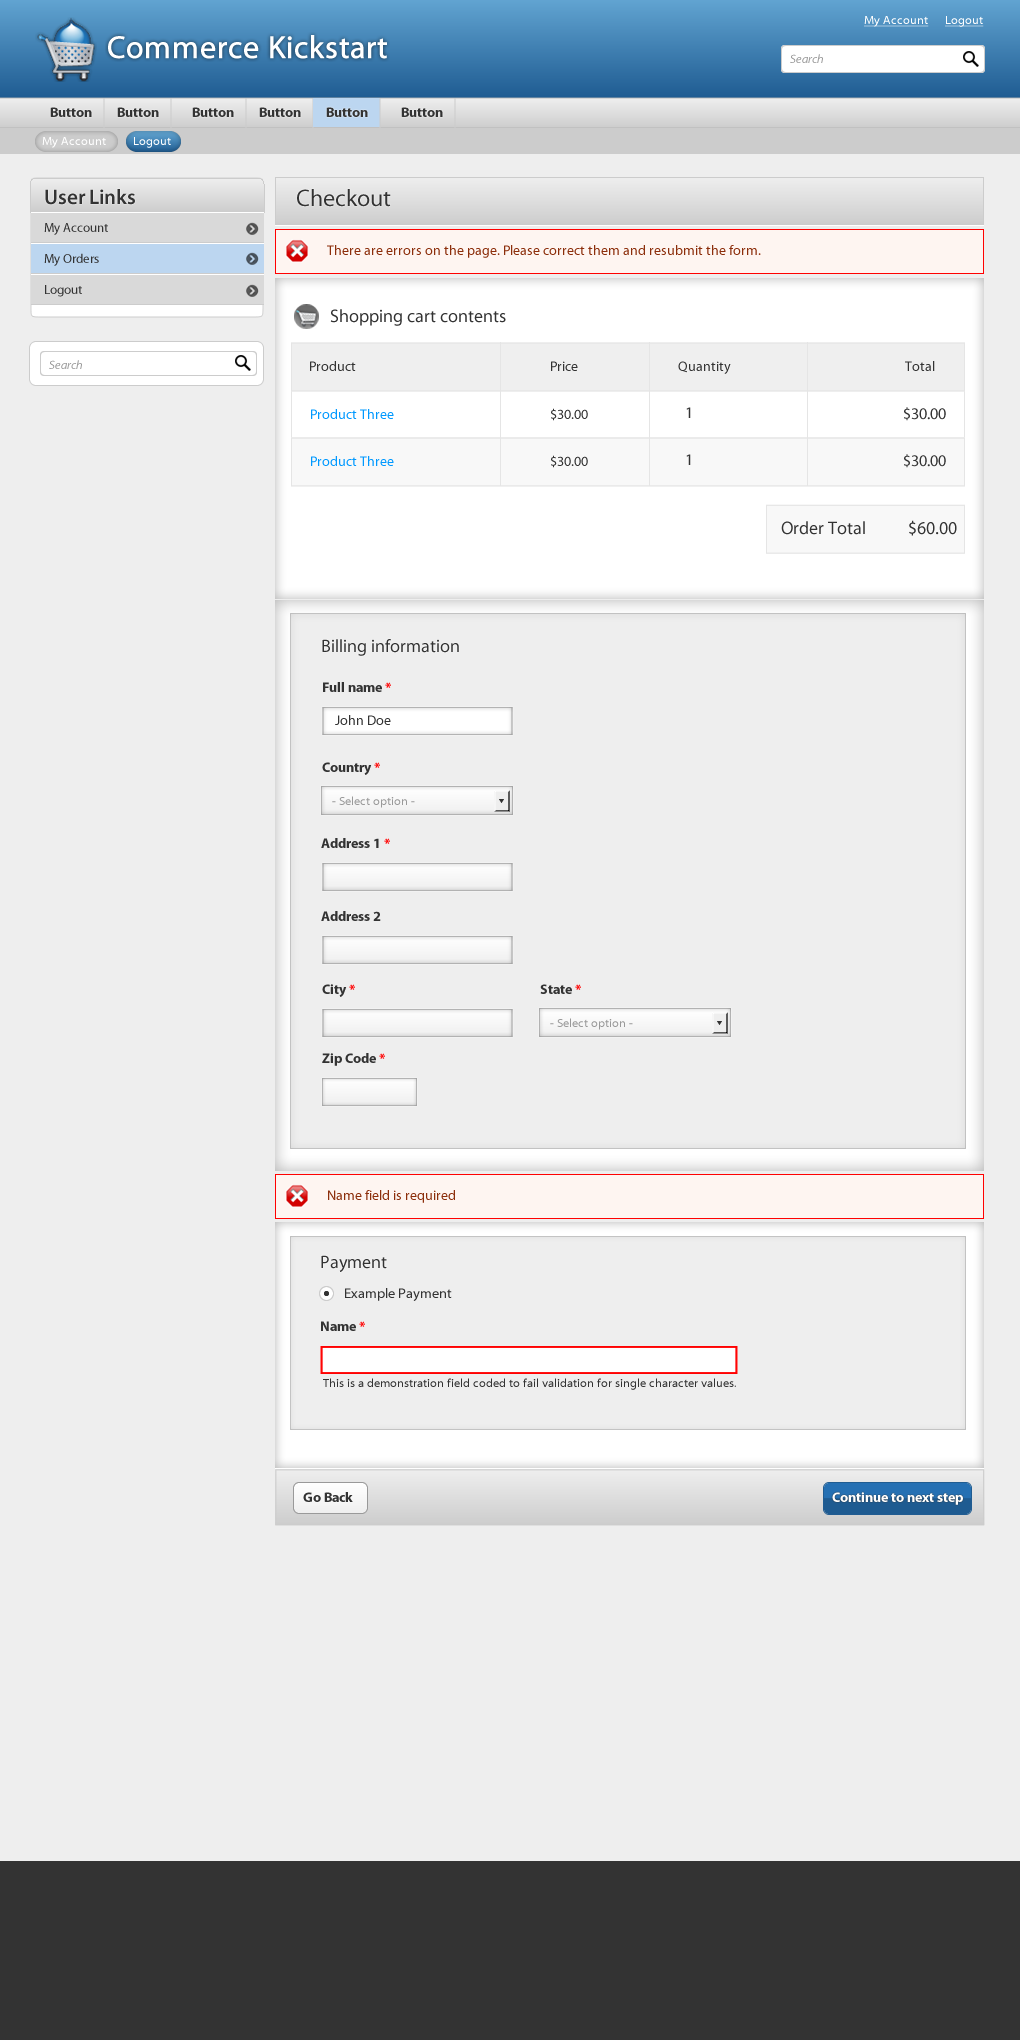 My Account Logout
Commerce Kickstart
Search
Button Button Button Button Button Button
My Account Logout
User Links
My Account
My Orders
Logout
Search
Checkout
There are errors on the page. Please correct them and resubmit the form.
Shopping cart contents
Product Price Quantity Total
Product Three $30.00 1 $30.00
Product Three $30.00 1 $30.00
Order Total $60.00
Billing information
Full name *
John Doe
Country *
- Select option -
Address 1 *
Address 2
City * State *
- Select option -
Zip Code *
Name field is required
Payment
Example Payment
Name *
This is a demonstration field coded to fail validation for single character values.
Go Back Continue to next step